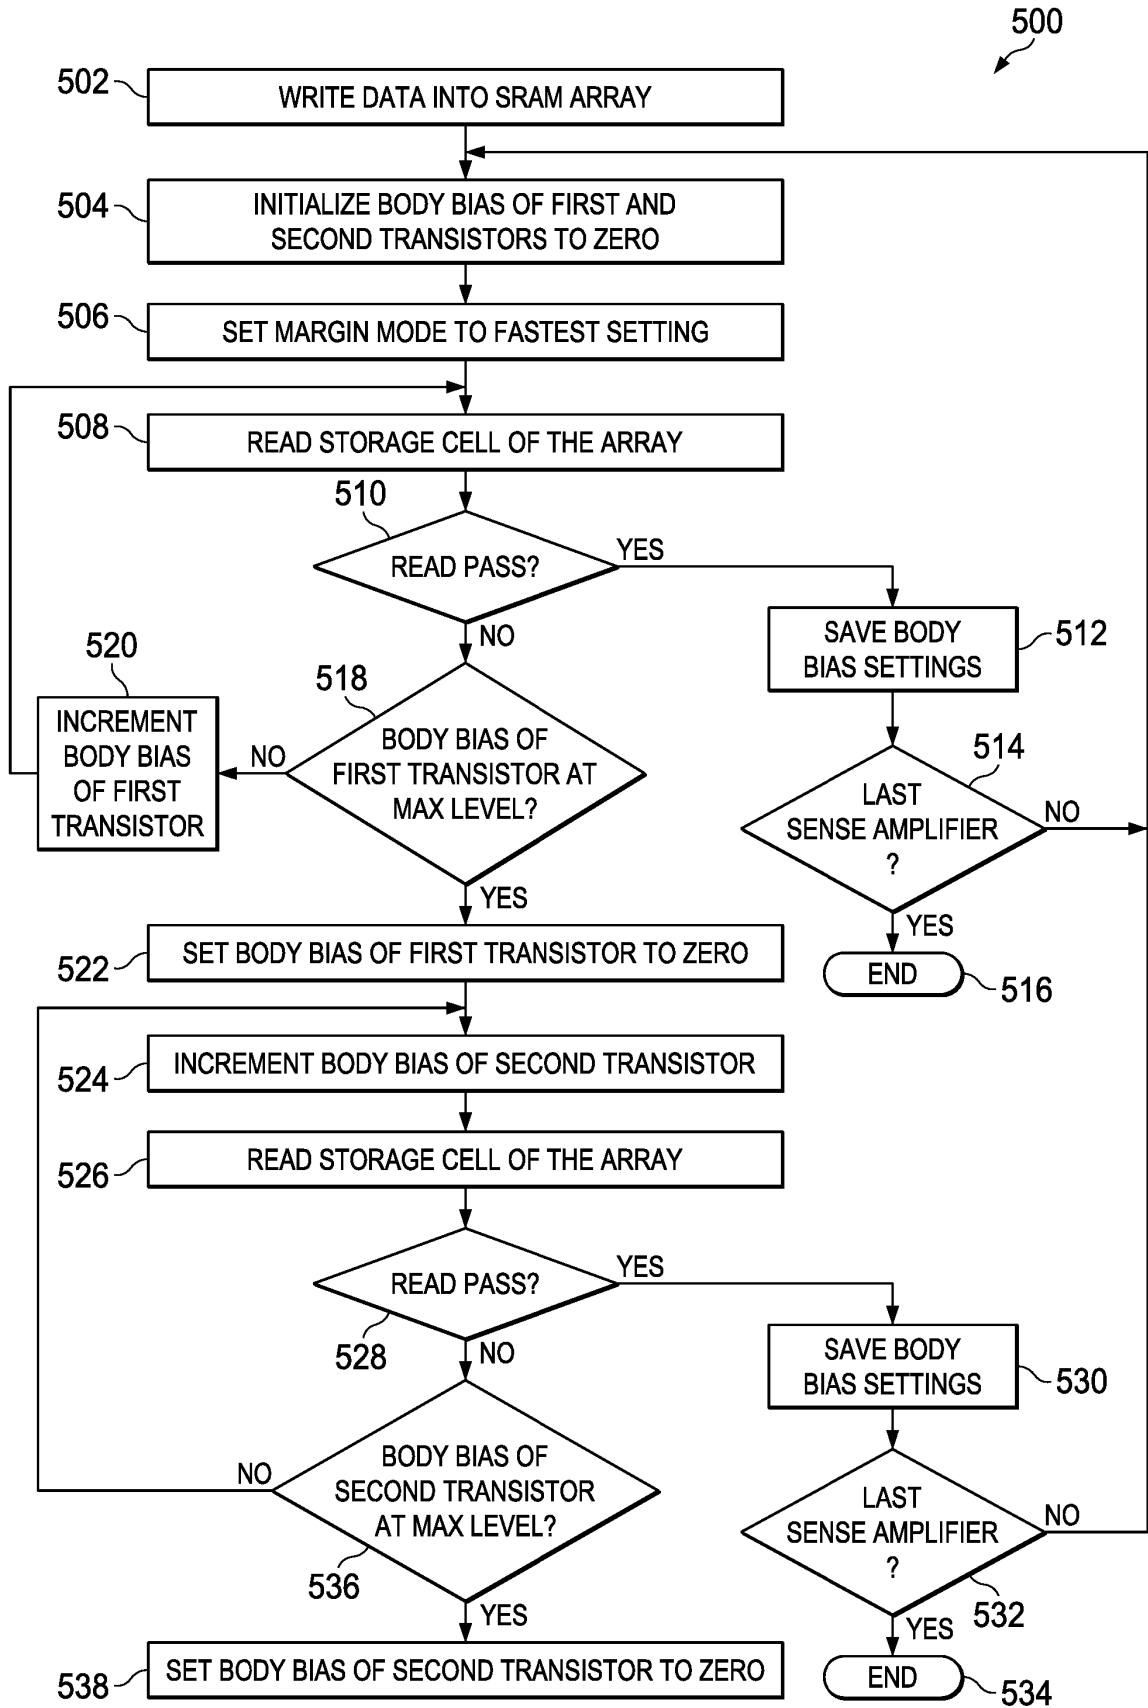 500
502
WRITE DATA INTO SRAM ARRAY
504
INITIALIZE BODY BIAS OF FIRST AND
SECOND TRANSISTORS TO ZERO
506
SET MARGIN MODE TO FASTEST SETTING
508
READ STORAGE CELL OF THE ARRAY
510
READ PASS?
YES
NO
512
SAVE BODY
BIAS SETTINGS
514
LAST
SENSE AMPLIFIER
?
NO
YES
END
516
518
BODY BIAS OF
FIRST TRANSISTOR AT
MAX LEVEL?
NO
YES
520
INCREMENT
BODY BIAS
OF FIRST
TRANSISTOR
522
SET BODY BIAS OF FIRST TRANSISTOR TO ZERO
524
INCREMENT BODY BIAS OF SECOND TRANSISTOR
526
READ STORAGE CELL OF THE ARRAY
READ PASS?
528
YES
NO
SAVE BODY
BIAS SETTINGS
530
LAST
SENSE AMPLIFIER
?
NO
532
YES
END
534
BODY BIAS OF
SECOND TRANSISTOR
AT MAX LEVEL?
NO
536
YES
538
SET BODY BIAS OF SECOND TRANSISTOR TO ZERO